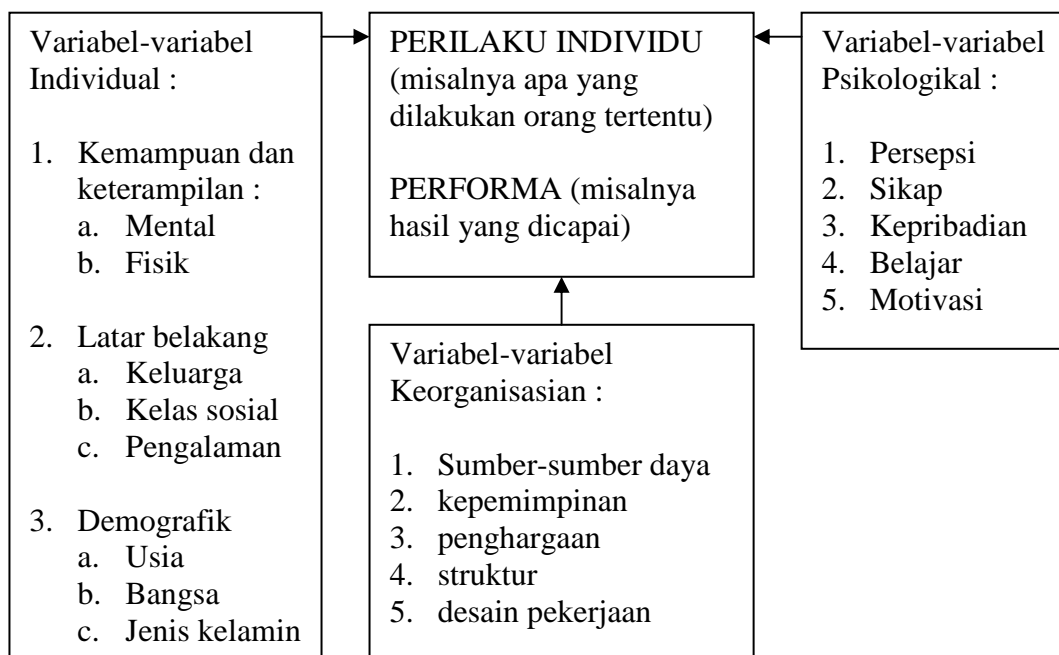 Variabel-variabel
Individual :
1. Kemampuan dan
keterampilan :
a. Mental
b. Fisik
2. Latar belakang
a. Keluarga
b. Kelas sosial
c. Pengalaman
3. Demografik
a. Usia
b. Bangsa
c. Jenis kelamin
PERILAKU INDIVIDU
(misalnya apa yang
dilakukan orang tertentu)
PERFORMA (misalnya
hasil yang dicapai)
Variabel-variabel
Keorganisasian :
1. Sumber-sumber daya
2. kepemimpinan
3. penghargaan
4. struktur
5. desain pekerjaan
Variabel-variabel
Psikologikal :
1. Persepsi
2. Sikap
3. Kepribadian
4. Belajar
5. Motivasi